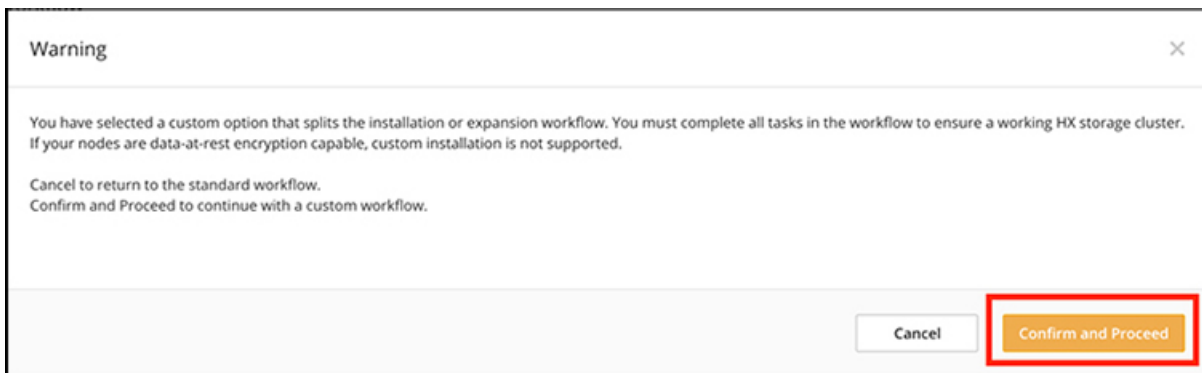 Warning
You have selected a custom option that splits the installation or expansion workflow. You must complete all tasks in the workflow to ensure a working HX storage cluster.
If your nodes are data-at-rest encryption capable, custom installation is not supported.
Cancel to return to the standard workflow.
Confirm and Proceed to continue with a custom workflow.
Cancel
Confirm and Proceed